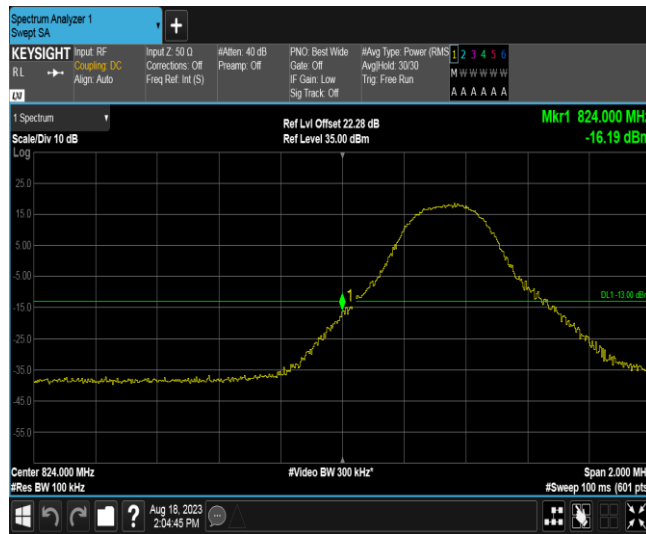 Spectrum Analyzer 1
Swept SA
+
KEYSIGHT Input: RF Input Z: 50 Ω #Atten: 40 dB PNO: Best Wide #Avg Type: Power (RMS 1 2 3 4 5 6
RL Coupling: DC Corrections: Off Preamp: Off Gate: Off Avg|Hold: 30/30 M W W W W W
Align: Auto Freq Ref: Int (S) IF Gain: Low Trig: Free Run
LXI Sig Track: Off A A A A A A
1 Spectrum Ref Lvl Offset 22.28 dB Mkr1 824.000 MHz
Scale/Div 10 dB Ref Level 35.00 dBm -16.19 dBm
Log
25.0
15.0
5.00
-5.00
1
DL1 -13.00 dBm
-15.0
-25.0
-35.0
-45.0
-55.0
Center 824.000 MHz #Video BW 300 kHz* Span 2.000 MHz
#Res BW 100 kHz #Sweep 100 ms (601 pts
? Aug 18, 2023
2:04:45 PM